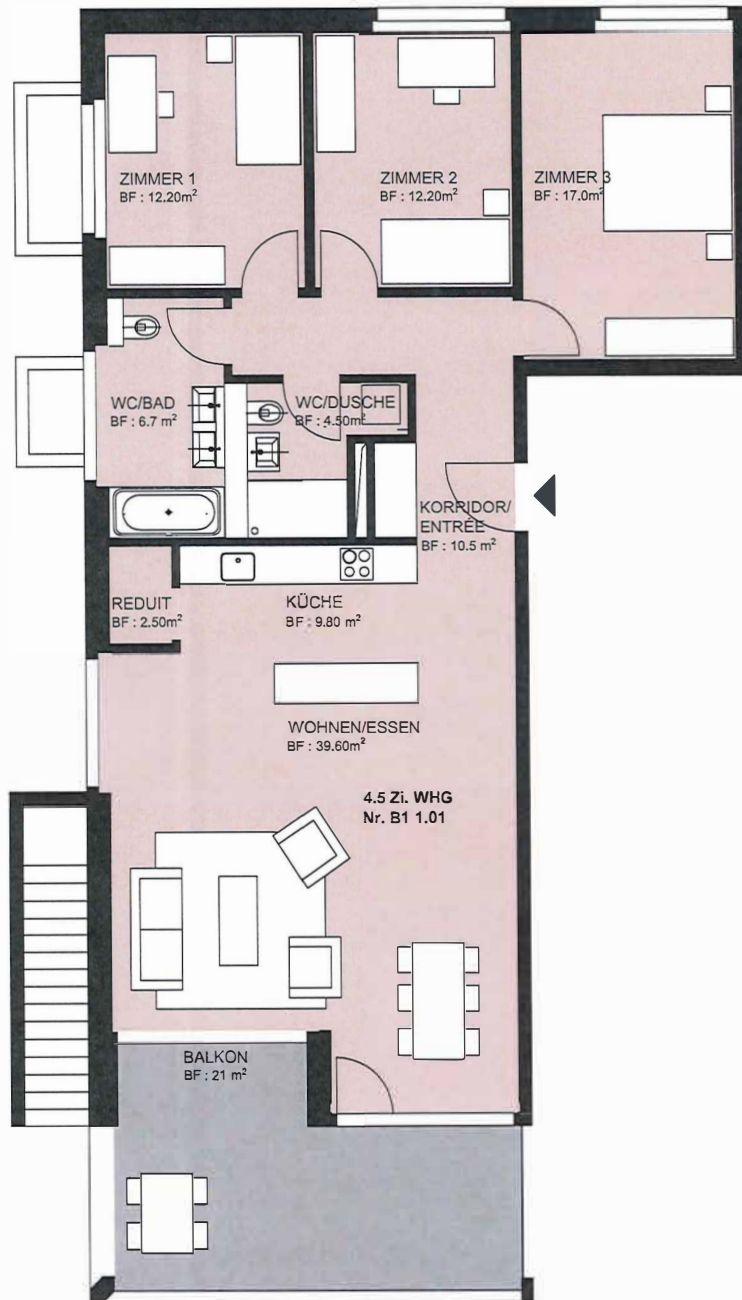 ZIMMER 1
BF : 12.20m²
ZIMMER 2
BF : 12.20m²
ZIMMER 3
BF : 17.0m²
WC/BAD
BF : 6.7 m²
WC/DUSCHE
BF : 4.50m²
KORRIDOR/
ENTRÉE
BF : 10.5 m²
REDUIT
BF : 2.50m²
KÜCHE
BF : 9.80 m²
WOHNEN/ESSEN
BF : 39.60m²
4.5 Zi. WHG
Nr. B1 1.01
BALKON
BF : 21 m²